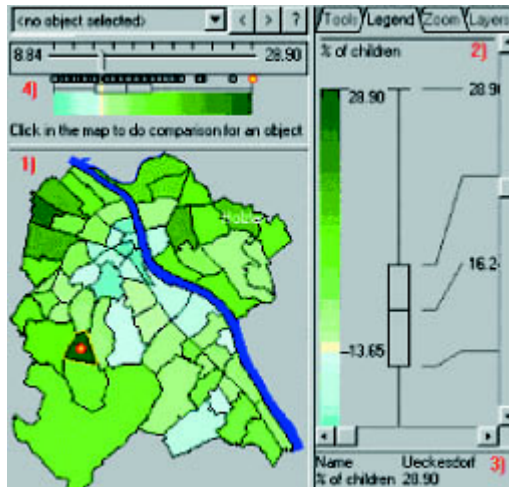 <no object selected> < > ?
8.84 28.90
4)
Click in the map to do comparison for an object
1)
Tools Legend Zoom Layers
% of children 2)
28.90 28.9
16.2
13.65
Name Ueckesdorf 3)
% of children 28.90